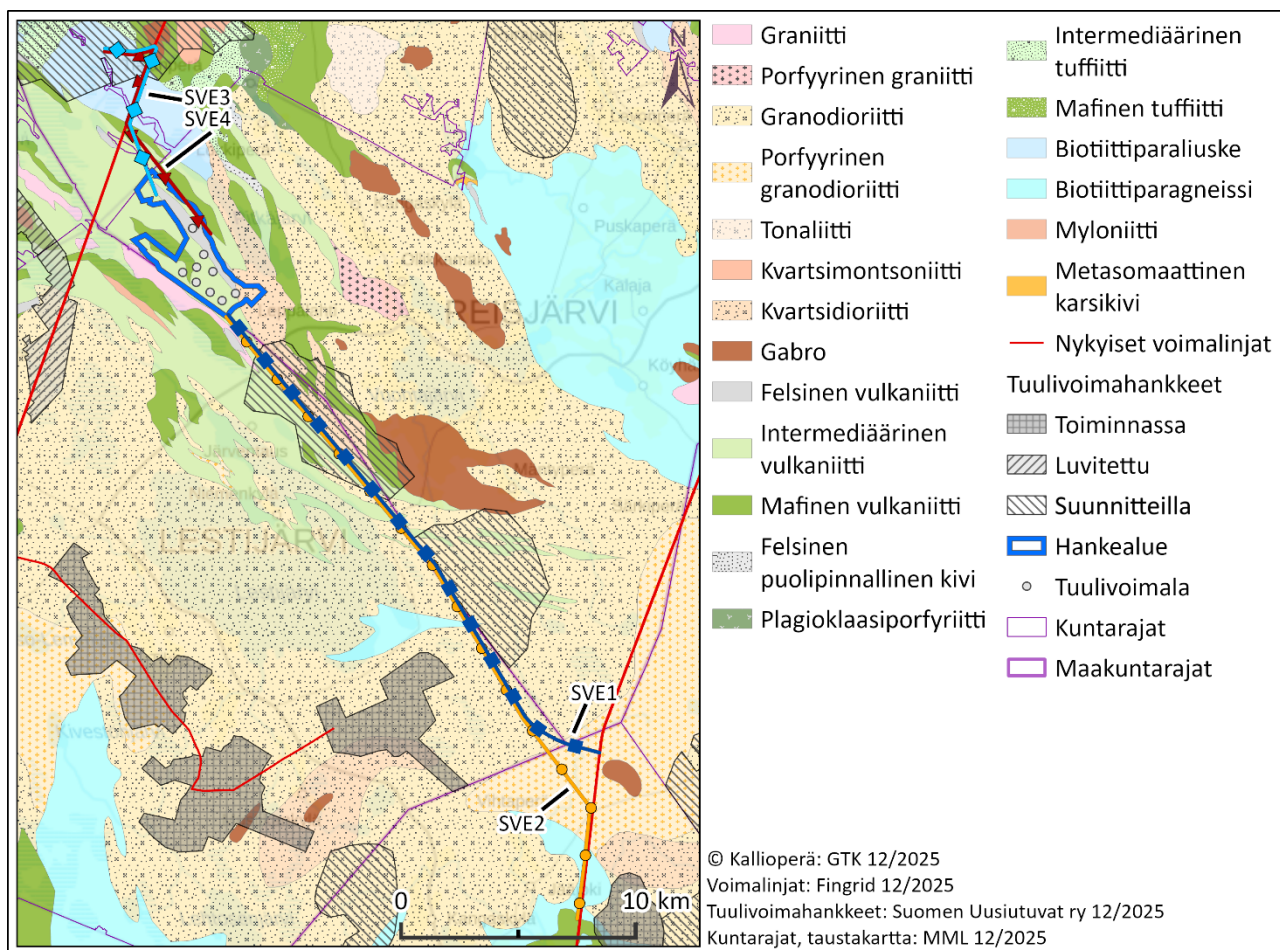 SVE3
SVE4
N
Puskaperä
Kalaja
REISJÄRVI
LESTIJÄRVI
SVE1
SVE2
0
10 km
Graniitti
Porfyyrinen graniitti
Granodioriitti
Porfyyrinen
granodioriitti
Tonaliitti
Kvartsimontsoniitti
Kvartsidioriitti
Gabro
Felsinen vulkaniitti
Intermediäärinen
vulkaniitti
Mafinen vulkaniitti
Felsinen
puolipinnallinen kivi
Plagioklaasiporfyriitti
Intermediäärinen
tuffiitti
Mafinen tuffiitti
Biotiittiparaliuske
Biotiittiparagneissi
Myloniitti
Metasomaattinen
karsikivi
Nykyiset voimalinjat
Tuulivoimahankkeet
Toiminnassa
Luvitettu
Suunnitteilla
Hankealue
Tuulivoimala
Kuntarajat
Maakuntarajat
© Kallioperä: GTK 12/2025
Voimalinjat: Fingrid 12/2025
Tuulivoimahankkeet: Suomen Uusiutuvat ry 12/2025
Kuntarajat, taustakartta: MML 12/2025